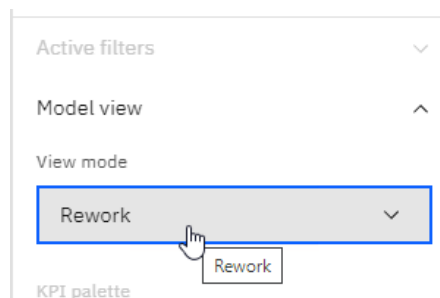 Active filters
Model view
View mode
Rework
Rework
KPI palette